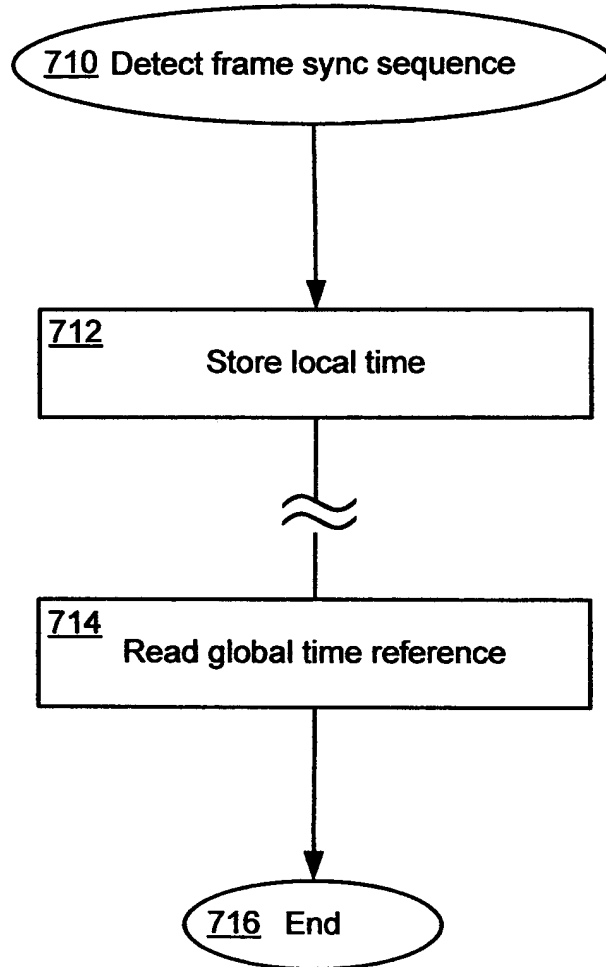 710 Detect frame sync sequence
712
Store local time
714
Read global time reference
716 End